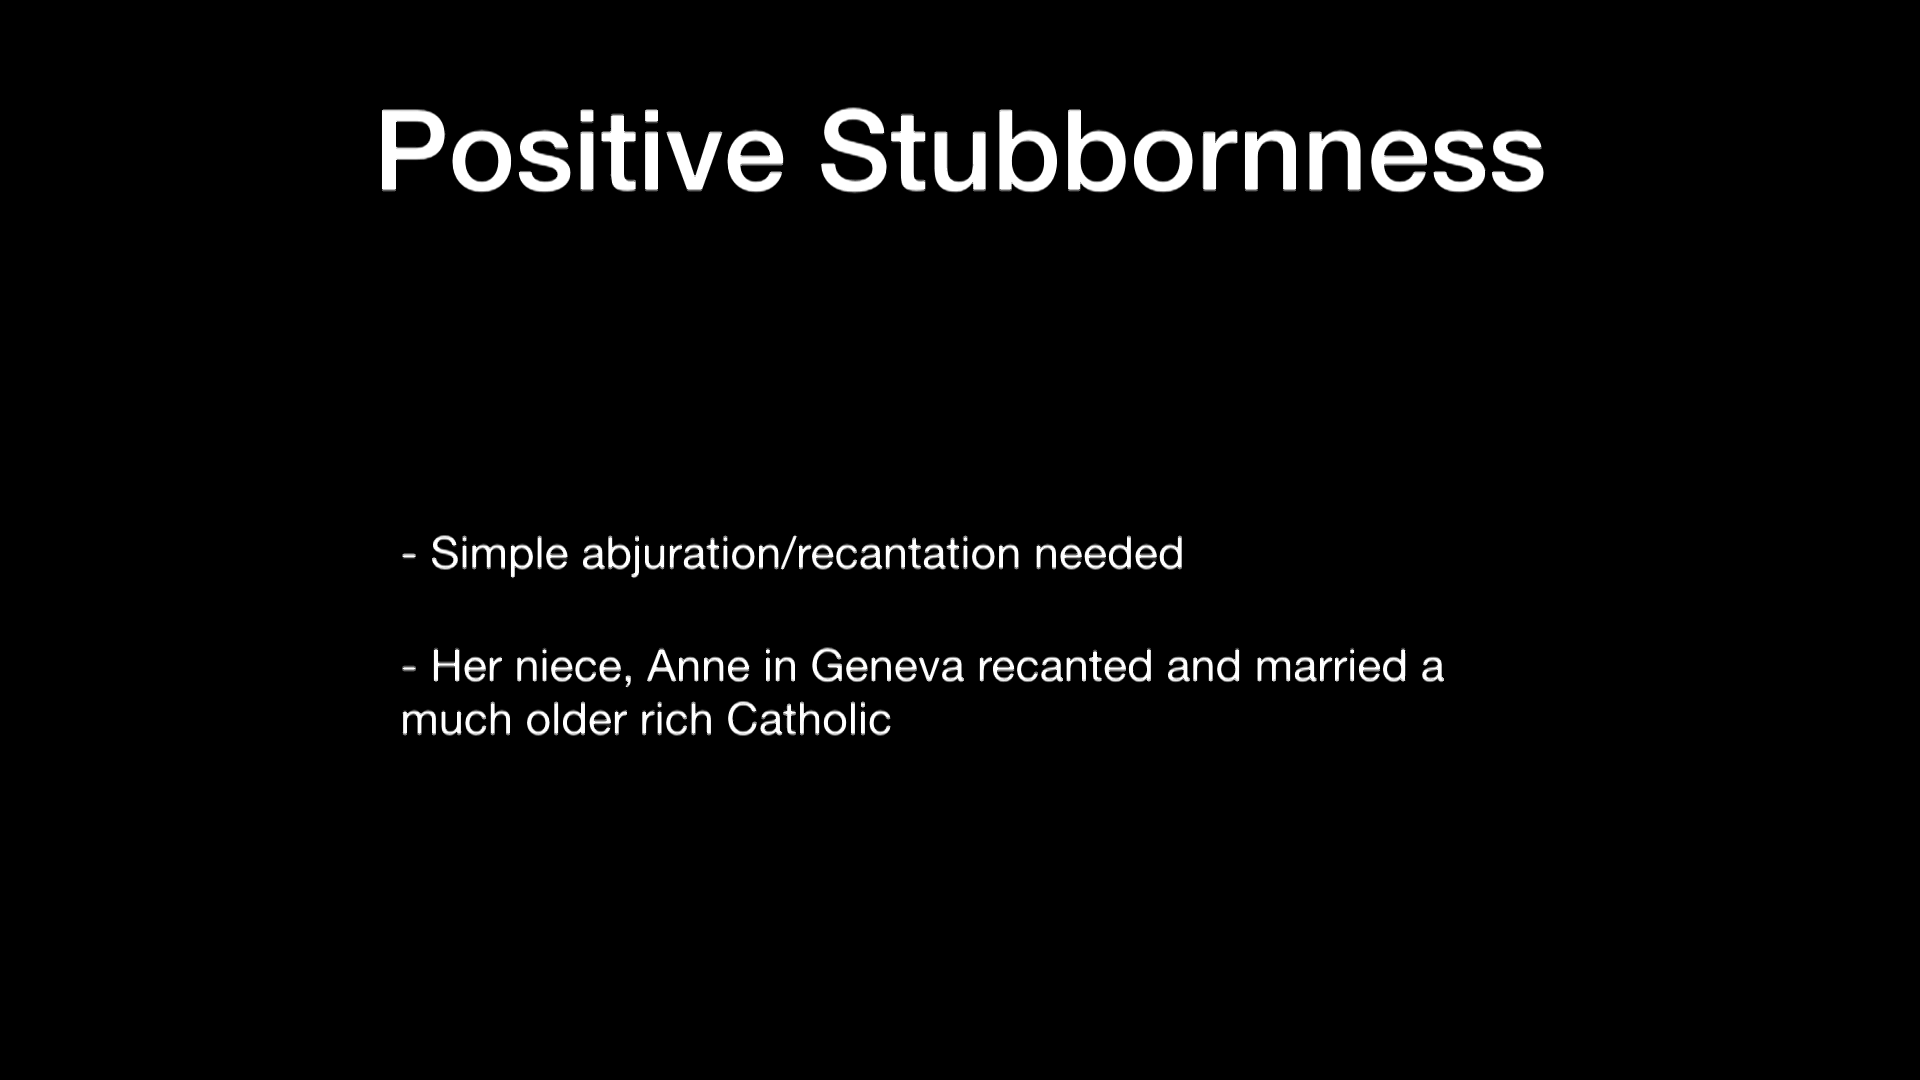 Positive Stubbornness
- Simple abjuration/recantation needed
- Her niece, Anne in Geneva recanted and married a
much older rich Catholic